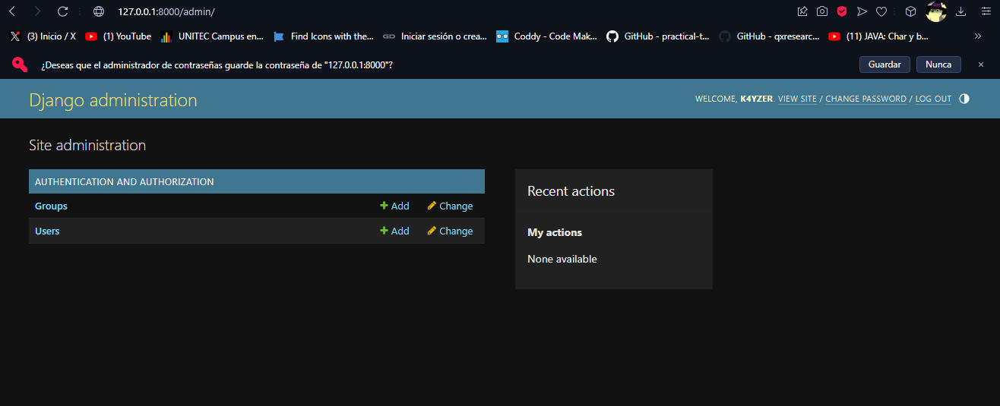 127.0.0.1:8000/admin/
(3) Inicio / X (1) YouTube UNITEC Campus en... Find Icons with the... Iniciar sesión o crea... Coddy - Code Mak... GitHub - practical-t... GitHub - qxresearc... (11) JAVA: Char y b... »
¿Deseas que el administrador de contraseñas guarde la contraseña de "127.0.0.1:8000"? Guardar Nunca ×
Django administration WELCOME, K4YZER. VIEW SITE / CHANGE PASSWORD / LOG OUT
Site administration
AUTHENTICATION AND AUTHORIZATION
Groups Add Change
Users Add Change
Recent actions
My actions
None available